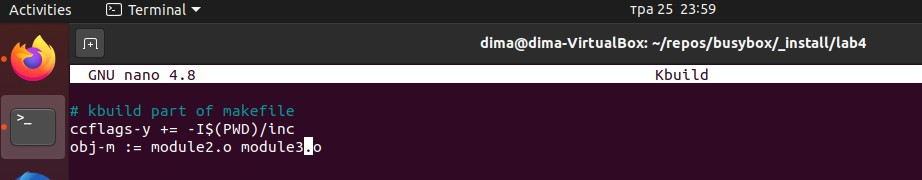 Activities
Terminal
тра 25 23:59
dima@dima-VirtualBox: ~/repos/busybox/_install/lab4
GNU nano 4.8
Kbuild
# kbuild part of makefile
ccflags-y += -I$(PWD)/inc
obj-m := module2.o module3.o